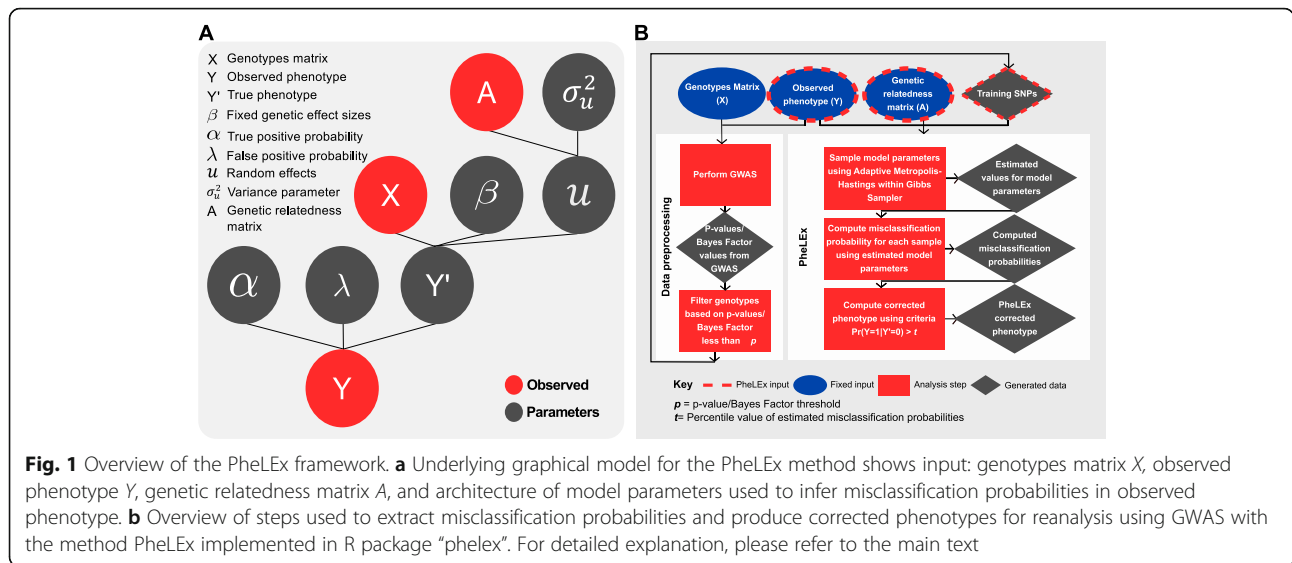 A
X Genotypes matrix
Y Observed phenotype
Y' True phenotype
β Fixed genetic effect sizes
α True positive probability
λ False positive probability
u Random effects
σ²ᵤ Variance parameter
A Genetic relatedness
matrix
A
σ²ᵤ
X
β
u
α
λ
Y'
Y
Observed
Parameters
B
Genotypes Matrix
(X)
Observed
phenotype (Y)
Genetic
relatedness
matrix (A)
Training SNPs
Data preprocessing
Perform GWAS
P-values/
Bayes Factor
values from
GWAS
Filter genotypes
based on p-values/
Bayes Factor
less than p
PheLEx
Sample model parameters
using Adaptive Metropolis-
Hastings within Gibbs
Sampler
Estimated
values for model
parameters
Compute misclassification
probability for each sample
using estimated model
parameters
Computed
misclassification
probabilities
Compute corrected
phenotype using criteria
Pr(Y=1|Y'=0) > t
PheLEx
corrected
phenotype
Key PheLEx input Fixed input Analysis step Generated data
p = p-value/Bayes Factor threshold
t= Percentile value of estimated misclassification probabilities
Fig. 1 Overview of the PheLEx framework. a Underlying graphical model for the PheLEx method shows input: genotypes matrix X, observed
phenotype Y, genetic relatedness matrix A, and architecture of model parameters used to infer misclassification probabilities in observed
phenotype. b Overview of steps used to extract misclassification probabilities and produce corrected phenotypes for reanalysis using GWAS with
the method PheLEx implemented in R package “phelex”. For detailed explanation, please refer to the main text